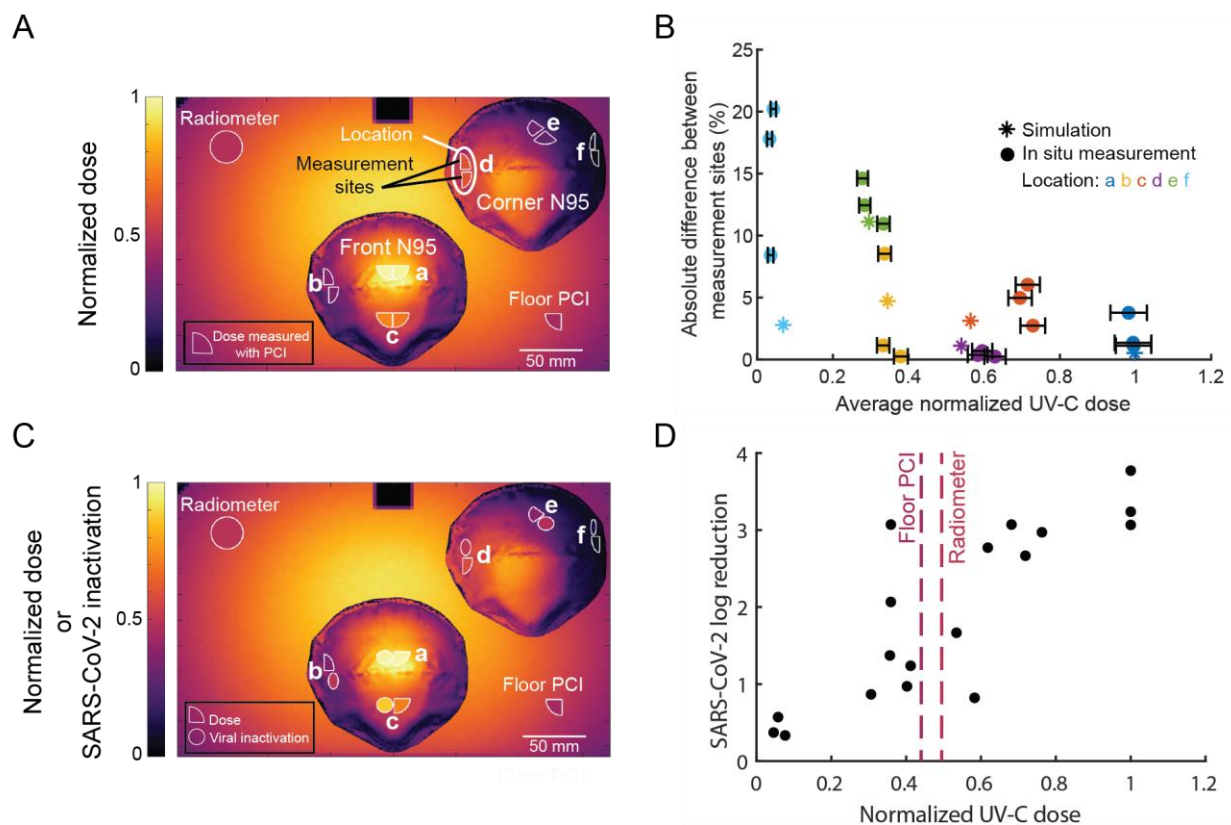 A
Normalized dose
1
0.5
0
Radiometer
Location
Measurement
sites
d
e
f
Corner N95
Front N95
a
b
c
Floor PCI
Dose measured
with PCI
50 mm
B
Absolute difference between
measurement sites (%)
25
20
15
10
5
0
Simulation
In situ measurement
Location: a b c d e f
0 0.2 0.4 0.6 0.8 1 1.2
Average normalized UV-C dose
C
Normalized dose
or
SARS-CoV-2 inactivation
1
0.5
0
Radiometer
e
f
d
a
b
c
Floor PCI
Dose
Viral inactivation
50 mm
Floor PCI
D
SARS-CoV-2 log reduction
4
3
2
1
0
Floor PCI
Radiometer
0 0.2 0.4 0.6 0.8 1
Normalized UV-C dose